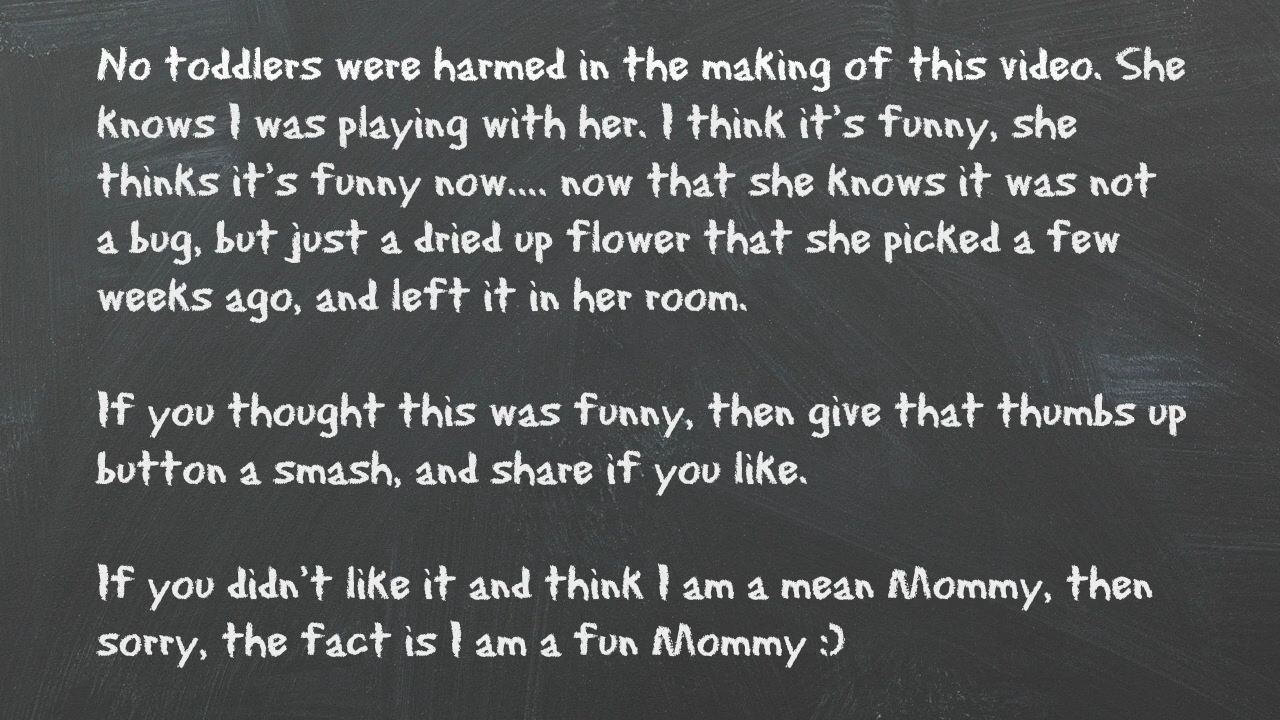 No toddlers were harmed in the making of this video. She
knows I was playing with her. I think it's funny, she
thinks it's funny now.... now that she knows it was not
a bug, but just a dried up flower that she picked a few
weeks ago, and left it in her room.
If you thought this was funny, then give that thumbs up
button a smash, and share if you like.
If you didn't like it and think I am a mean Mommy, then
sorry, the fact is I am a fun Mommy :)